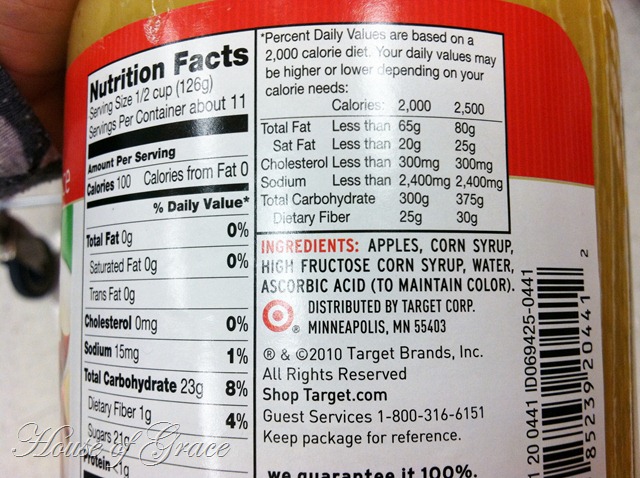 Nutrition Facts
Serving Size 1/2 cup (126g)
Servings Per Container about 11
Amount Per Serving
Calories 100 Calories from Fat 0
% Daily Value*
Total Fat 0g 0%
Saturated Fat 0g 0%
Trans Fat 0g
Cholesterol 0mg 0%
Sodium 15mg 1%
Total Carbohydrate 23g 8%
Dietary Fiber 1g 4%
Sugars 21g
Protein <1g
*Percent Daily Values are based on a
2,000 calorie diet. Your daily values may
be higher or lower depending on your
calorie needs:
Calories: 2,000 2,500
Total Fat Less than 65g 80g
Sat Fat Less than 20g 25g
Cholesterol Less than 300mg 300mg
Sodium Less than 2,400mg 2,400mg
Total Carbohydrate 300g 375g
Dietary Fiber 25g 30g
INGREDIENTS: APPLES, CORN SYRUP,
HIGH FRUCTOSE CORN SYRUP, WATER,
ASCORBIC ACID (TO MAINTAIN COLOR).
® DISTRIBUTED BY TARGET CORP.
MINNEAPOLIS, MN 55403
® & ©2010 Target Brands, Inc.
All Rights Reserved
Shop Target.com
Guest Services 1-800-316-6151
Keep package for reference.
we guarantee it 100%.
120 0441 ID069425-0441
85239 20441 2
House of Grace